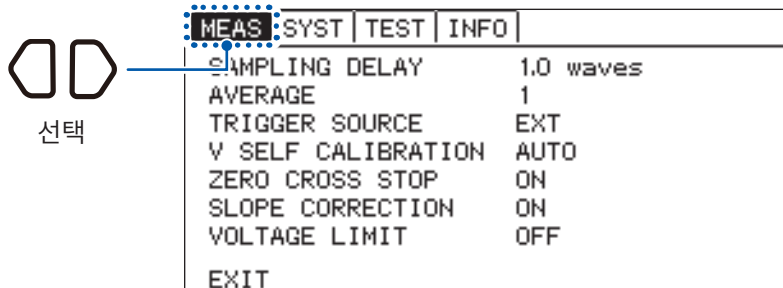 MEAS SYST TEST INFO
선택
SAMPLING DELAY 1.0 waves
AVERAGE 1
TRIGGER SOURCE EXT
V SELF CALIBRATION AUTO
ZERO CROSS STOP ON
SLOPE CORRECTION ON
VOLTAGE LIMIT OFF
EXIT